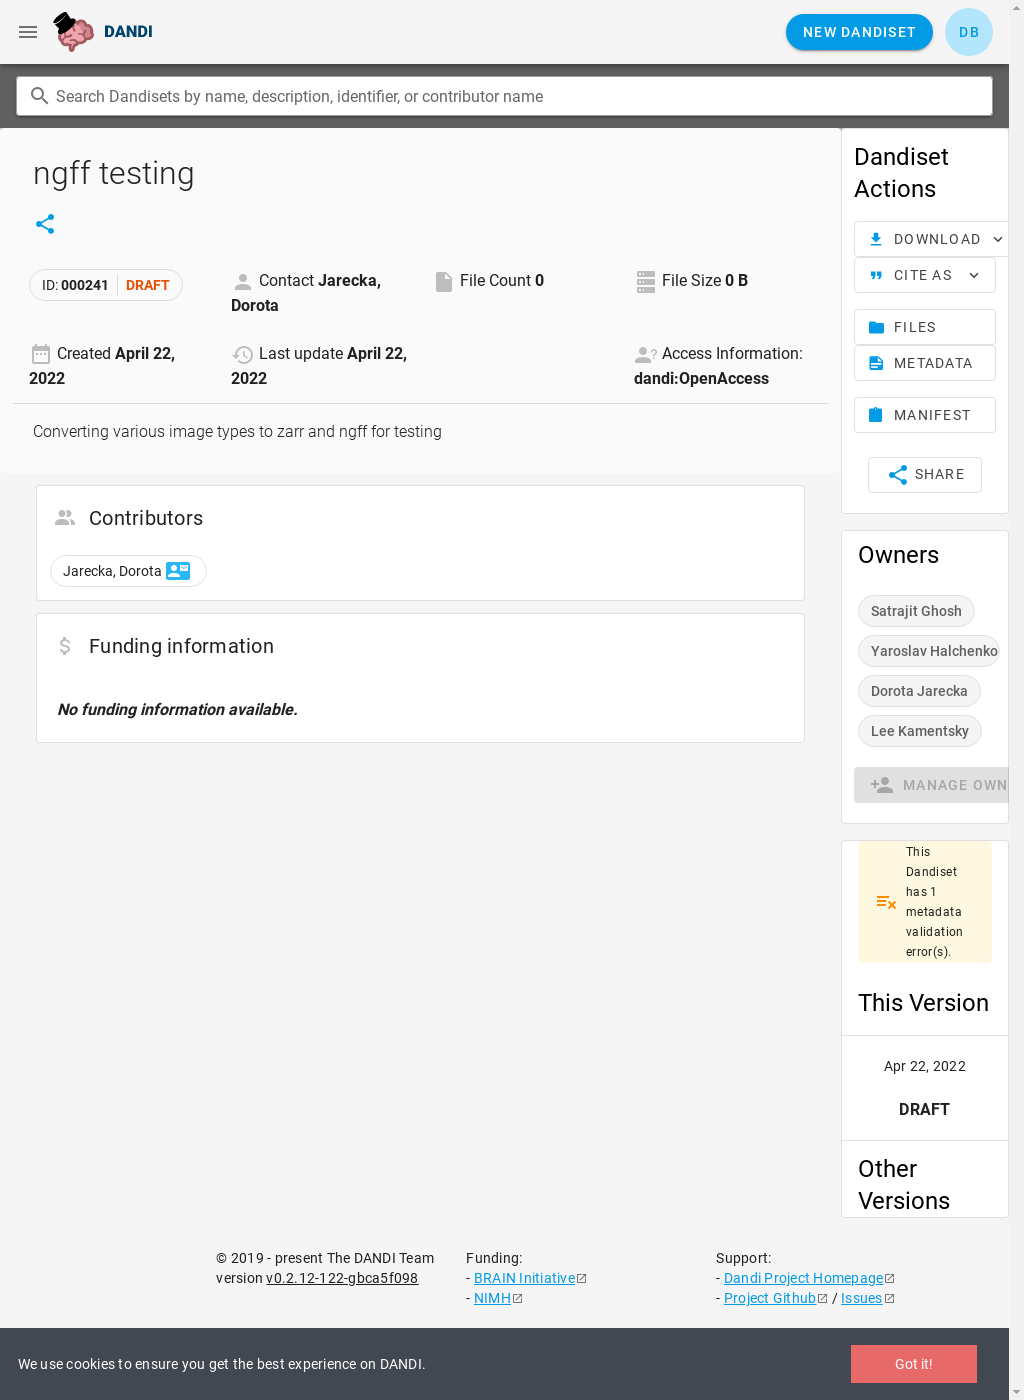 DANDI
NEW DANDISET
DB
Search Dandisets by name, description, identifier, or contributor name
ngff testing
ID: 000241 DRAFT
Contact Jarecka,
Dorota
File Count 0
File Size 0 B
Created April 22,
2022
Last update April 22,
2022
Access Information:
dandi:OpenAccess
Converting various image types to zarr and ngff for testing
Contributors
Jarecka, Dorota
Funding information
No funding information available.
Dandiset
Actions
DOWNLOAD
CITE AS
FILES
METADATA
MANIFEST
SHARE
Owners
Satrajit Ghosh
Yaroslav Halchenko
Dorota Jarecka
Lee Kamentsky
MANAGE OWN
This
Dandiset
has 1
metadata
validation
error(s).
This Version
Apr 22, 2022
DRAFT
Other
Versions
© 2019 - present The DANDI Team
version v0.2.12-122-gbca5f098
Funding:
- BRAIN Initiative
- NIMH
Support:
- Dandi Project Homepage
- Project Github / Issues
We use cookies to ensure you get the best experience on DANDI.
Got it!